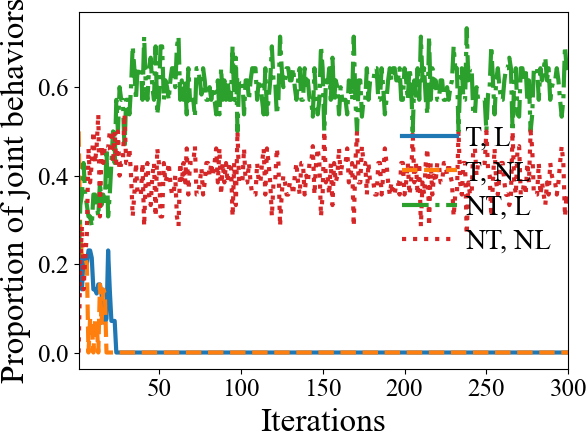 Proportion of joint behaviors
0.6
0.4
0.2
0.0
T, L
T, NL
NT, L
NT, NL
50
100
150
200
250
300
Iterations